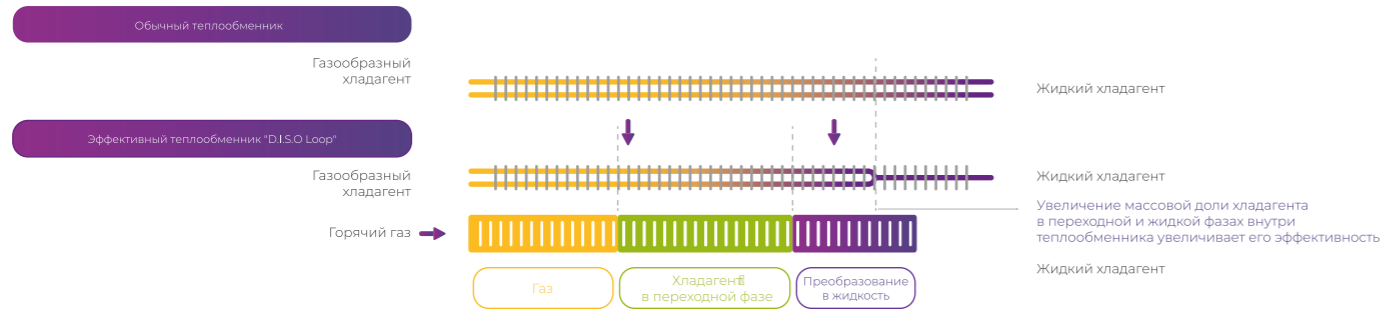 Обычный теплообменник
Газообразный
хладагент
Жидкий хладагент
Эффективный теплообменник "D.I.S.O Loop"
Газообразный
хладагент
Жидкий хладагент
Увеличение массовой доли хладагента
в переходной и жидкой фазах внутри
теплообменника увеличивает его эффективность
Горячий газ
Жидкий хладагент
Газ
Хладагент
в переходной фазе
Преобразование
в жидкость